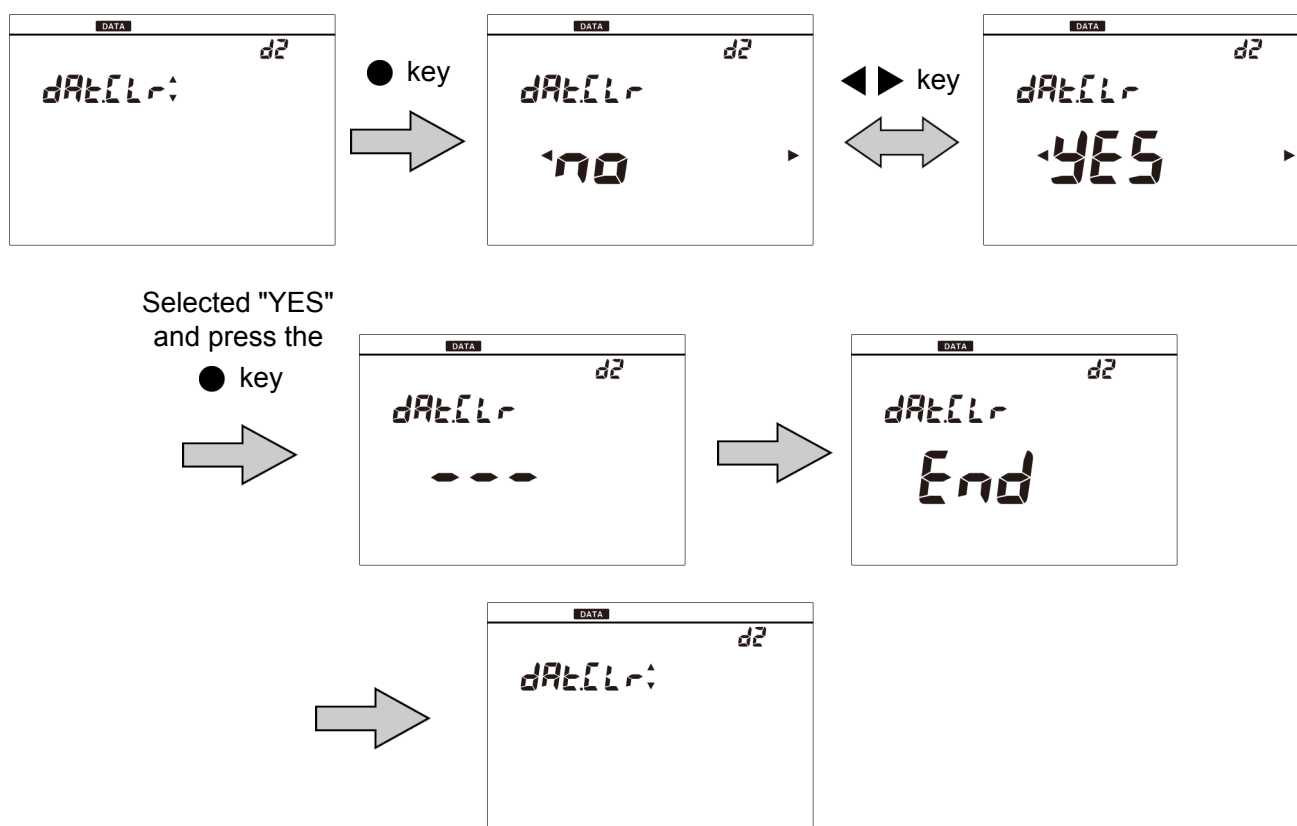 DATA
d2
dAt.CLr
● key
DATA
d2
dAt.CLr
no
◀ ▶ key
DATA
d2
dAt.CLr
YES
Selected "YES"
and press the
● key
DATA
d2
dAt.CLr
---
DATA
d2
dAt.CLr
End
DATA
d2
dAt.CLr